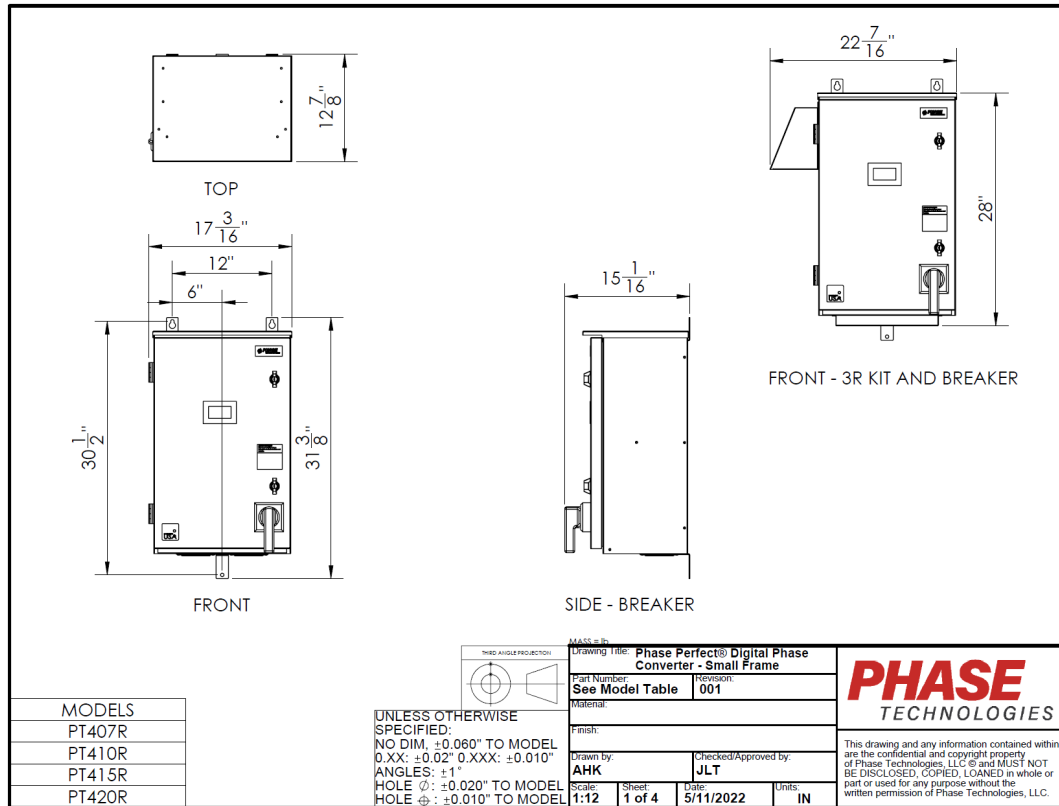 22 7/16"
12 7/8"
TOP
17 3/16"
12"
6"
30 1/2"
31 3/8"
FRONT
15 1/16"
SIDE - BREAKER
28"
FRONT - 3R KIT AND BREAKER
PHASE
USA
PHASE
USA
MODELS
PT407R
PT410R
PT415R
PT420R
THIRD ANGLE PROJECTION
UNLESS OTHERWISE
SPECIFIED:
NO DIM, ±0.060" TO MODEL
0.XX: ±0.02" 0.XXX: ±0.010"
ANGLES: ±1°
HOLE ∅: ±0.020" TO MODEL
HOLE ⌖: ±0.010" TO MODEL
MASS = lb
Drawing Title: Phase Perfect® Digital Phase
Converter - Small Frame
Part Number: See Model Table
Revision: 001
Material:
Finish:
Drawn by: AHK
Checked/Approved by: JLT
Scale: 1:12
Sheet: 1 of 4
Date: 5/11/2022
Units: IN
PHASE
TECHNOLOGIES
This drawing and any information contained within
are the confidential and copyright property
of Phase Technologies, LLC © and MUST NOT
BE DISCLOSED, COPIED, LOANED in whole or
part or used for any purpose without the
written permission of Phase Technologies, LLC.